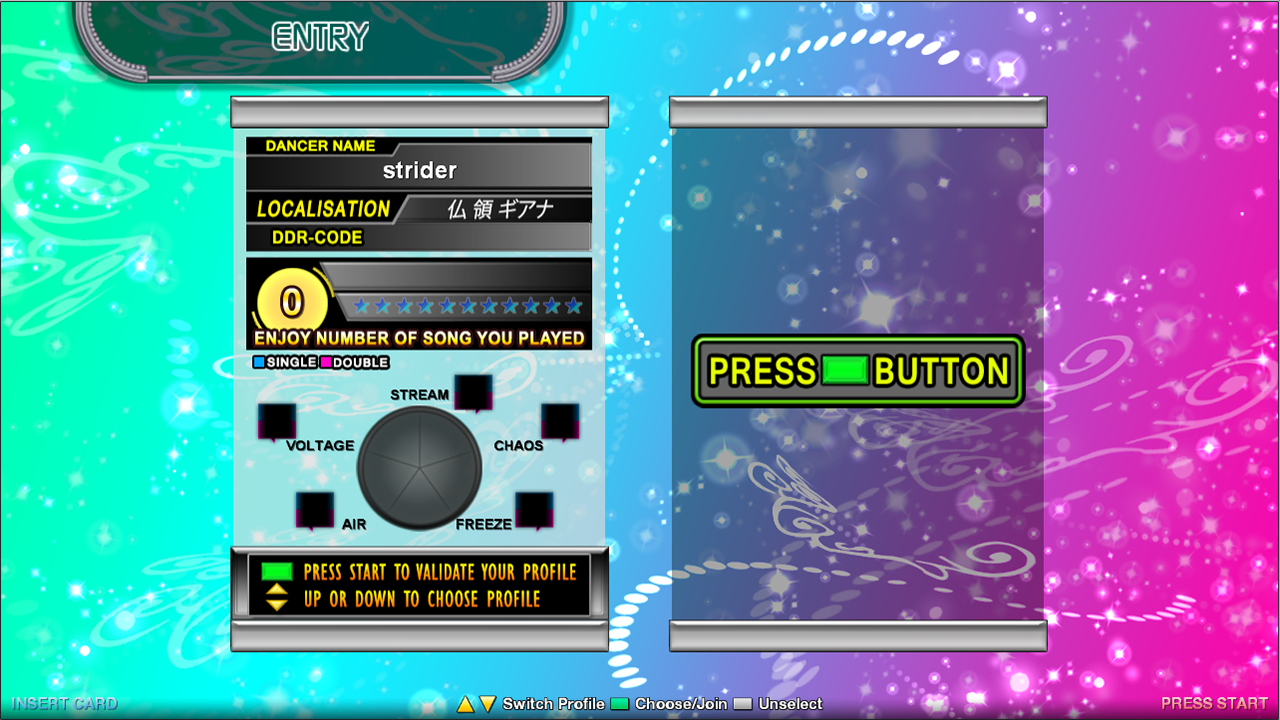 ENTRY
DANCER NAME
strider
LOCALISATION 仏領ギアナ
DDR-CODE
0
ENJOY NUMBER OF SONG YOU PLAYED
SINGLE DOUBLE
STREAM
VOLTAGE
CHAOS
AIR
FREEZE
PRESS START TO VALIDATE YOUR PROFILE
UP OR DOWN TO CHOOSE PROFILE
PRESS BUTTON
INSERT CARD
Switch Profile Choose/Join Unselect
PRESS START